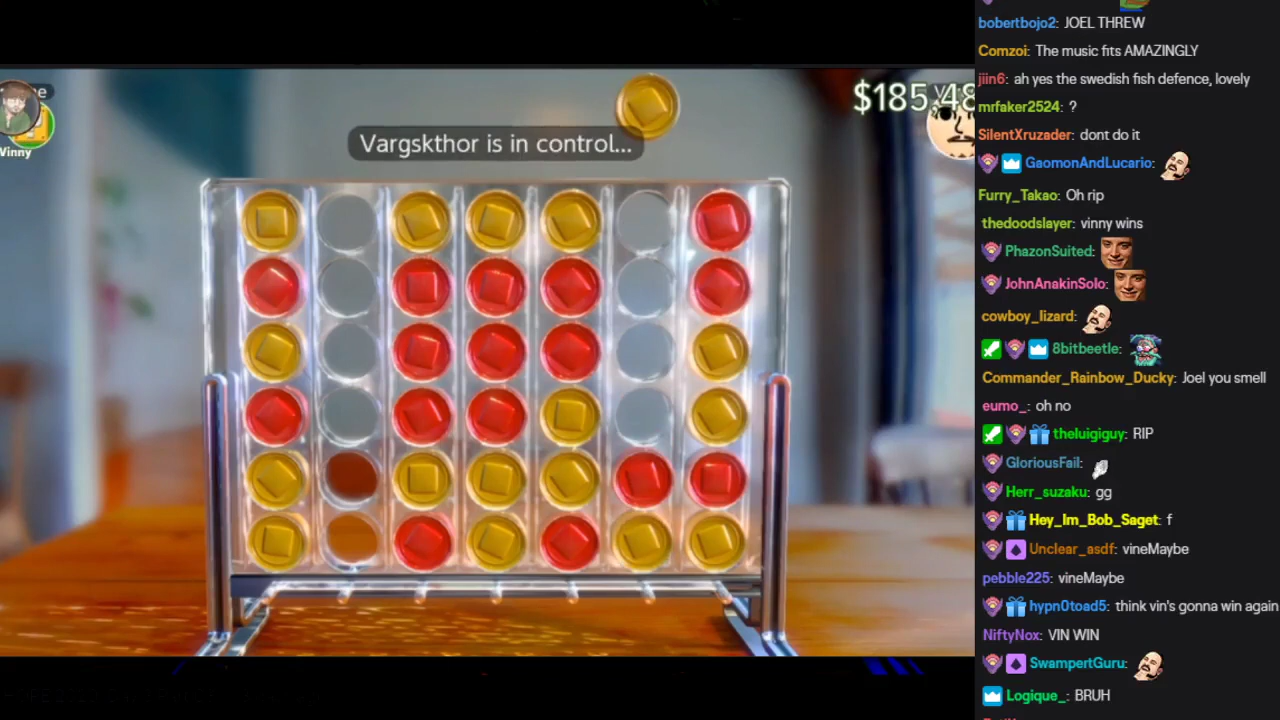 Vinny
Vargskthor is in control...
$185.48
bobertbojo2: JOEL THREW
Comzoi: The music fits AMAZINGLY
jiin6: ah yes the swedish fish defence, lovely
mrfaker2524: ?
SilentXruzader: dont do it
GaomonAndLucario:
Furry_Takao: Oh rip
thedoodslayer: vinny wins
PhazonSuited:
JohnAnakinSolo:
cowboy_lizard:
8bitbeetle:
Commander_Rainbow_Ducky: Joel you smell
eumo_: oh no
theluigiguy: RIP
GloriousFail:
Herr_suzaku: gg
Hey_Im_Bob_Saget: f
Unclear_asdf: vineMaybe
pebble225: vineMaybe
hypn0toad5: think vin's gonna win again
NiftyNox: VIN WIN
SwampertGuru:
Logique_: BRUH